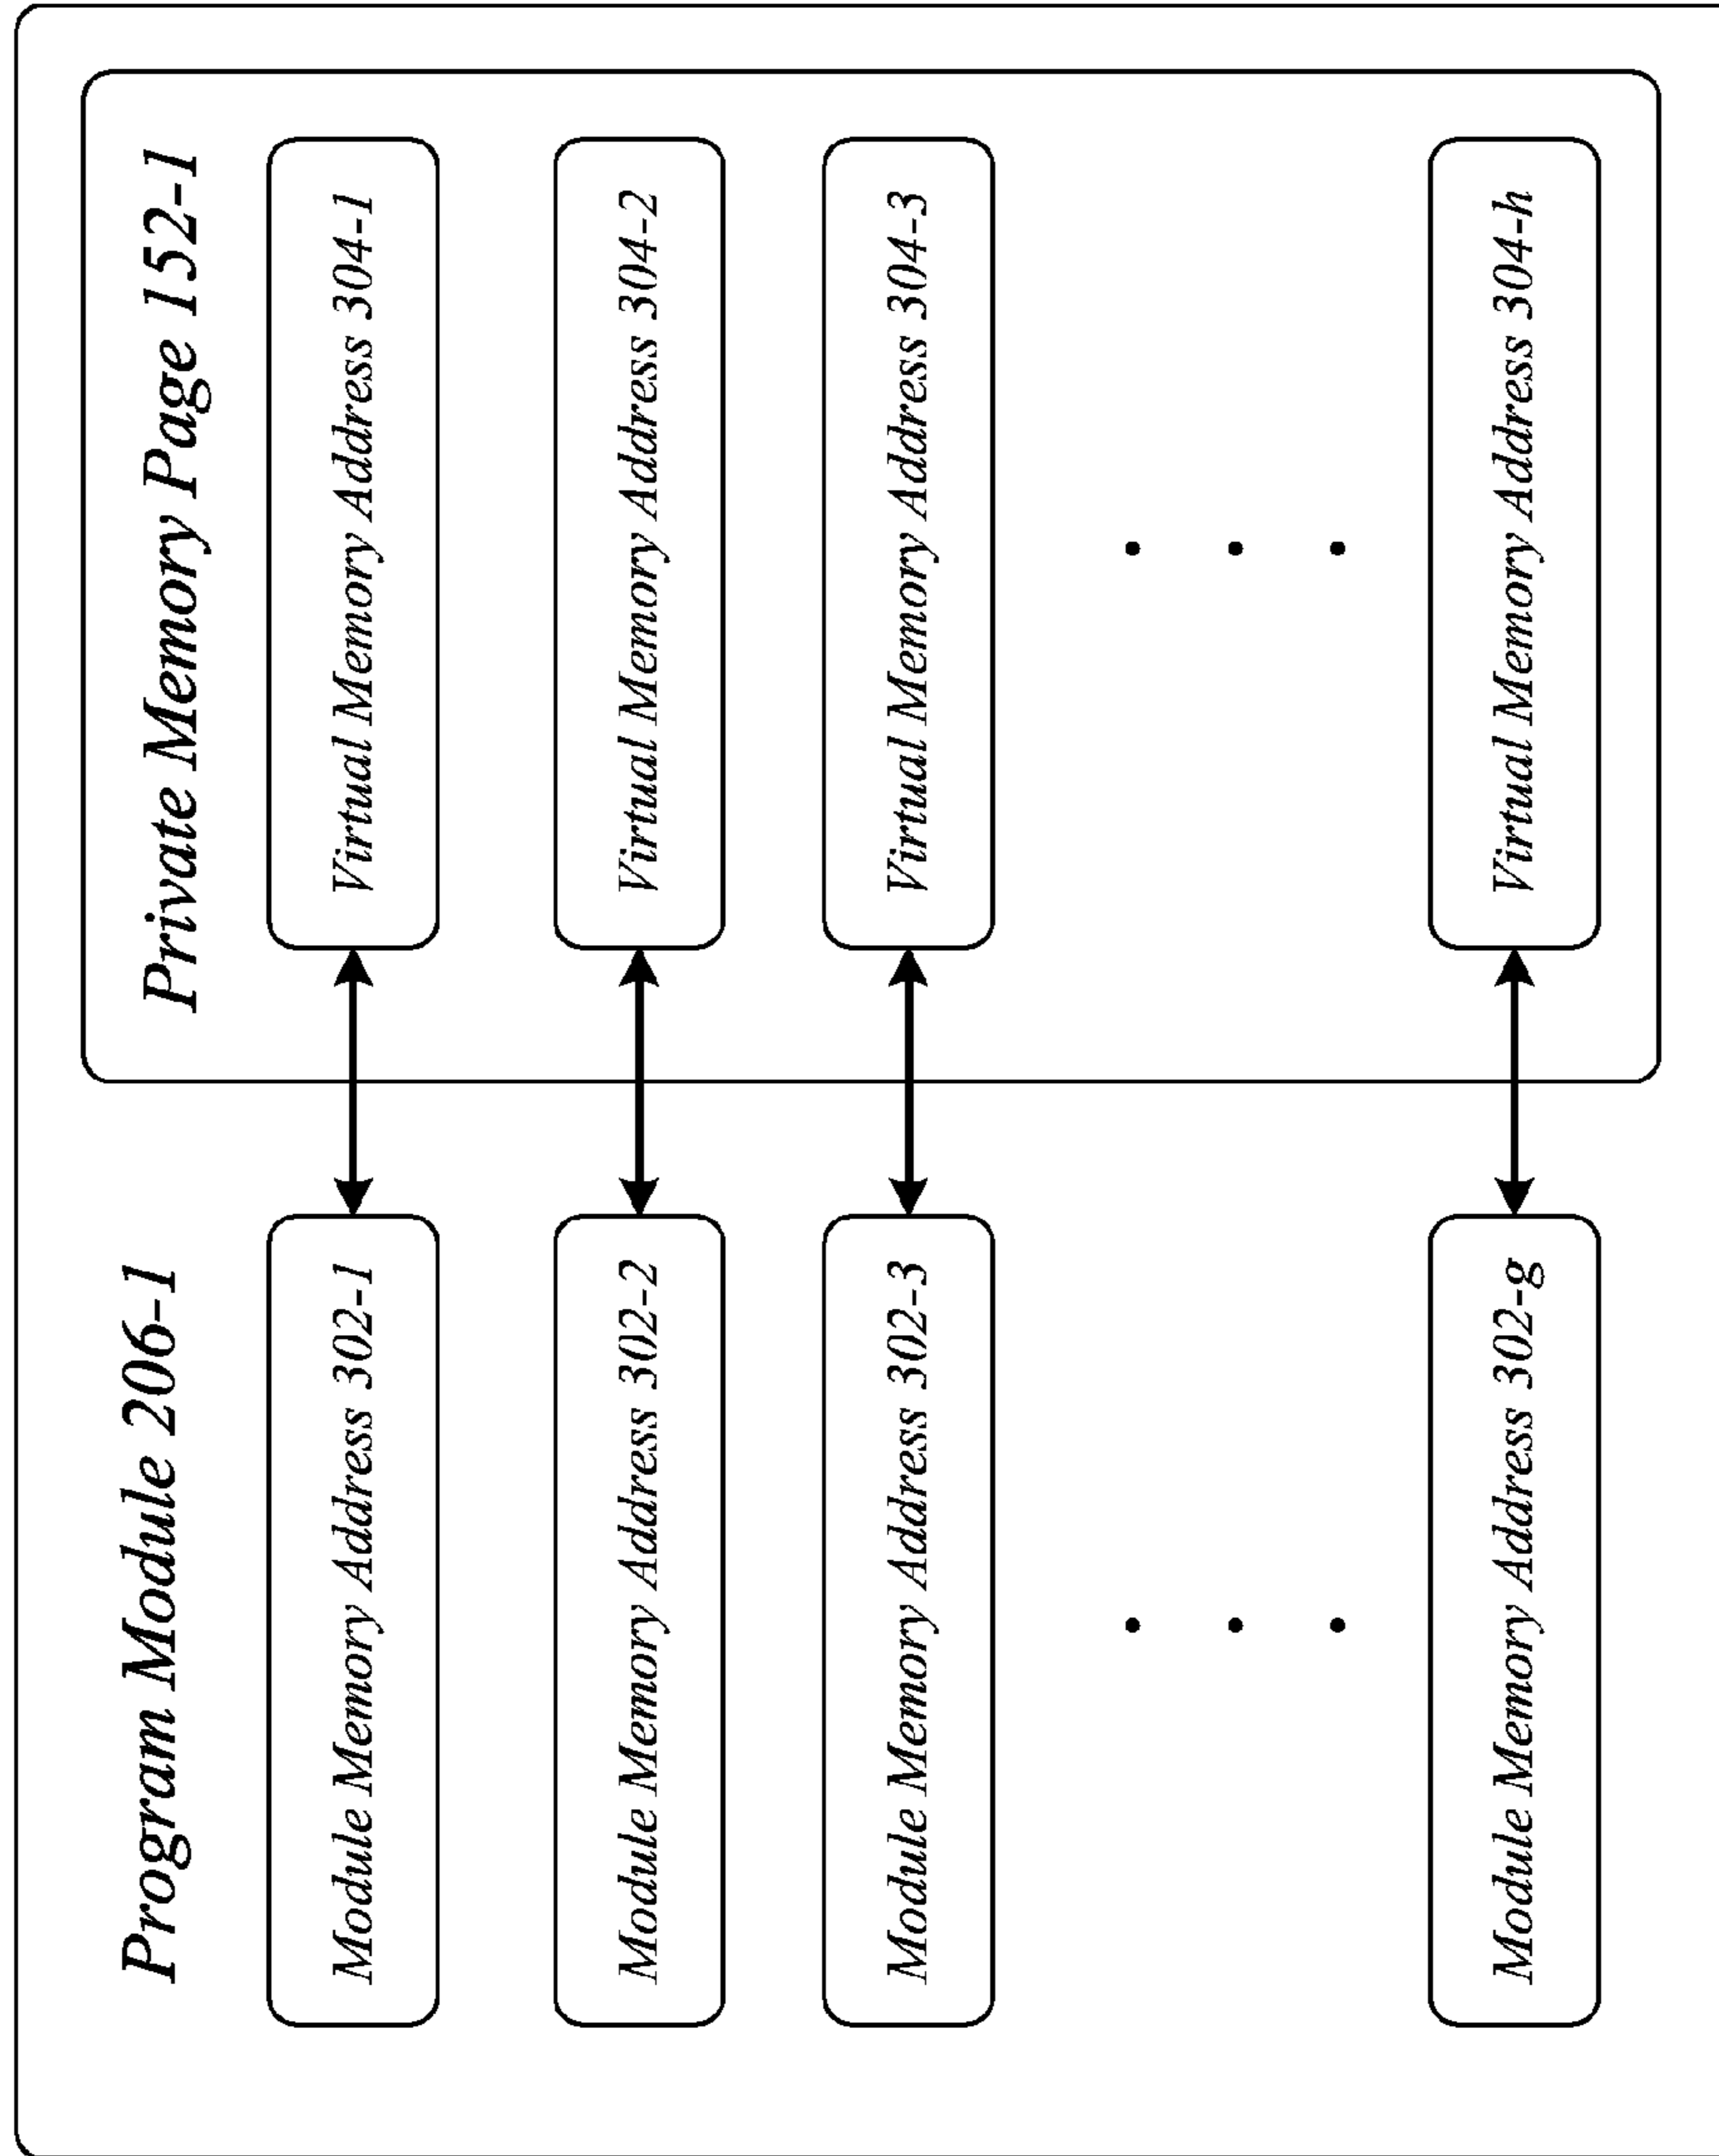 Program Module 206-1
Private Memory Page 152-1
Module Memory Address 302-1
Virtual Memory Address 304-1
Module Memory Address 302-2
Virtual Memory Address 304-2
Module Memory Address 302-3
Virtual Memory Address 304-3
Module Memory Address 302-g
Virtual Memory Address 304-h